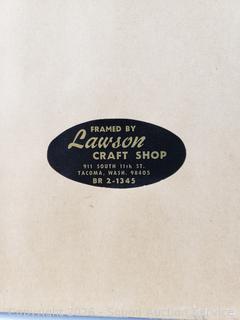 FRAMED BY
Lawson
CRAFT SHOP
911 SOUTH 11th ST.
TACOMA, WASH. 98405
BR 2-1345